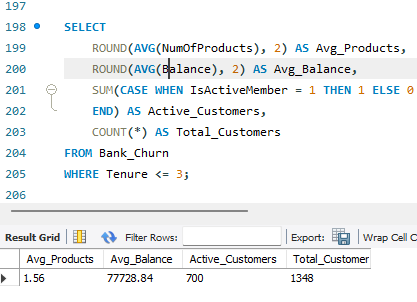 197
198 SELECT
199 ROUND(AVG(NumOfProducts), 2) AS Avg_Products,
200 ROUND(AVG(Balance), 2) AS Avg_Balance,
201 SUM(CASE WHEN IsActiveMember = 1 THEN 1 ELSE 0
202 END) AS Active_Customers,
203 COUNT(*) AS Total_Customers
204 FROM Bank_Churn
205 WHERE Tenure <= 3;
206
Result Grid Filter Rows: Export: Wrap Cell C
Avg_Products Avg_Balance Active_Customers Total_Customer
1.56 77728.84 700 1348